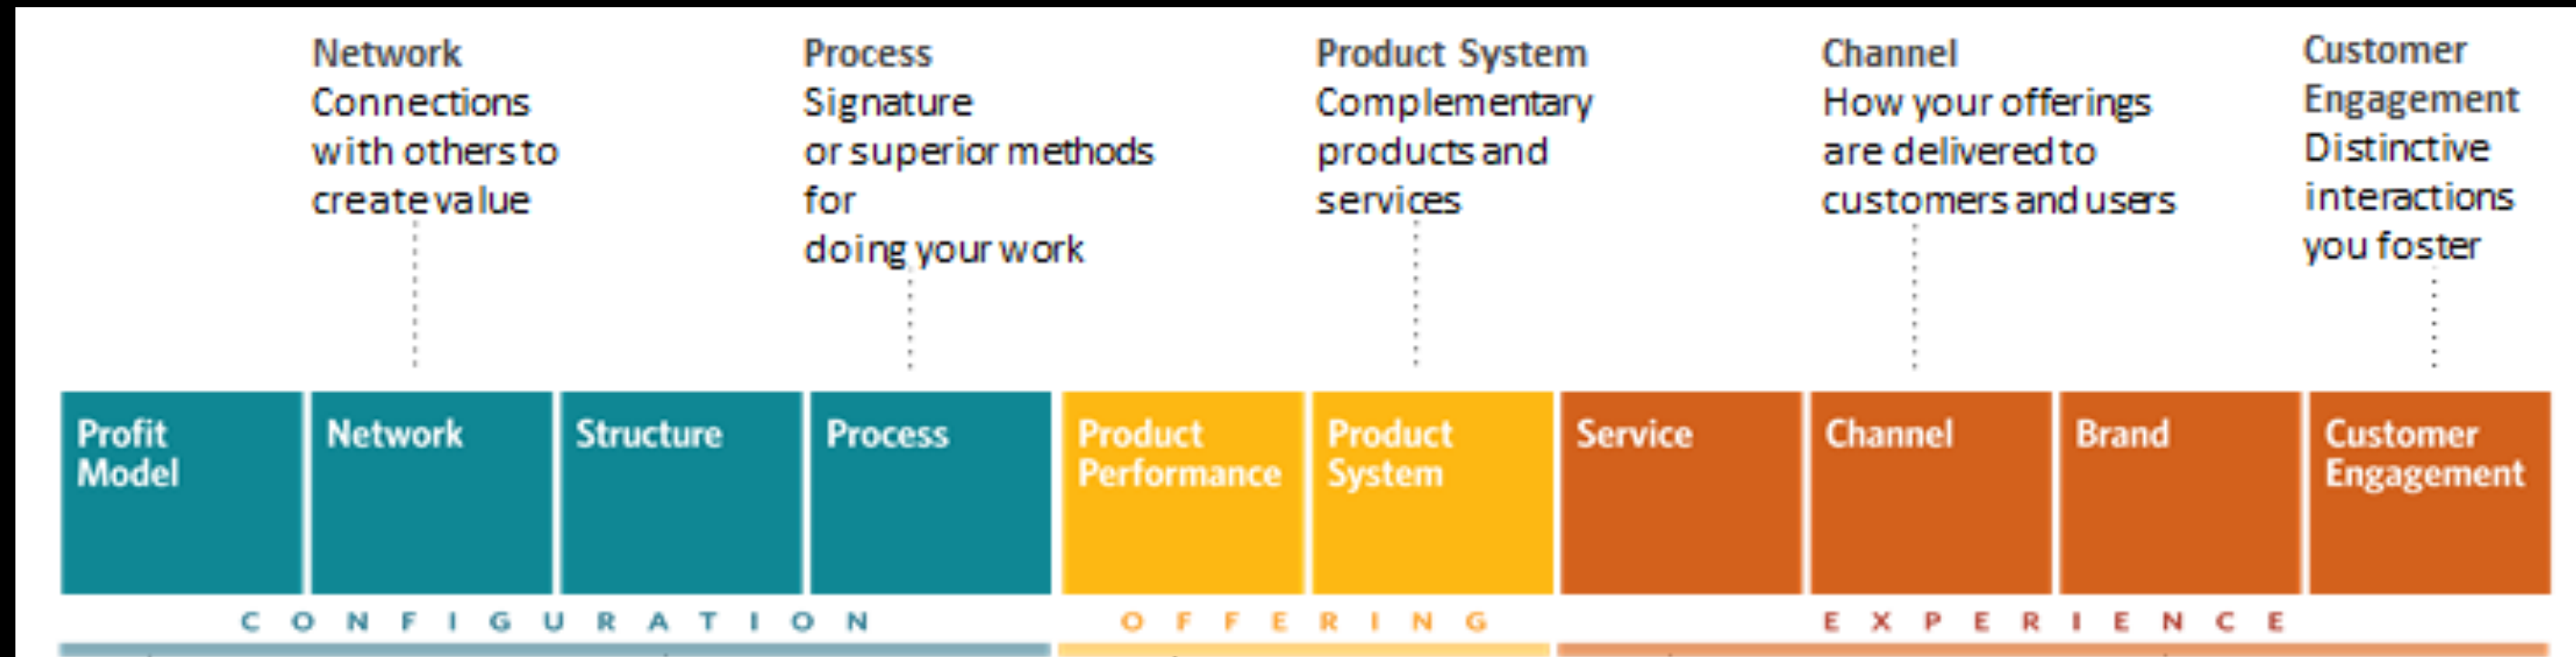 Network
Connections
with others to
create value
Process
Signature
or superior methods
for
doing your work
Product System
Complementary
products and
services
Channel
How your offerings
are delivered to
customers and users
Customer
Engagement
Distinctive
interactions
you foster
Profit
Model
Network
Structure
Process
Product
Performance
Product
System
Service
Channel
Brand
Customer
Engagement
CONFIGURATION
OFFERING
EXPERIENCE